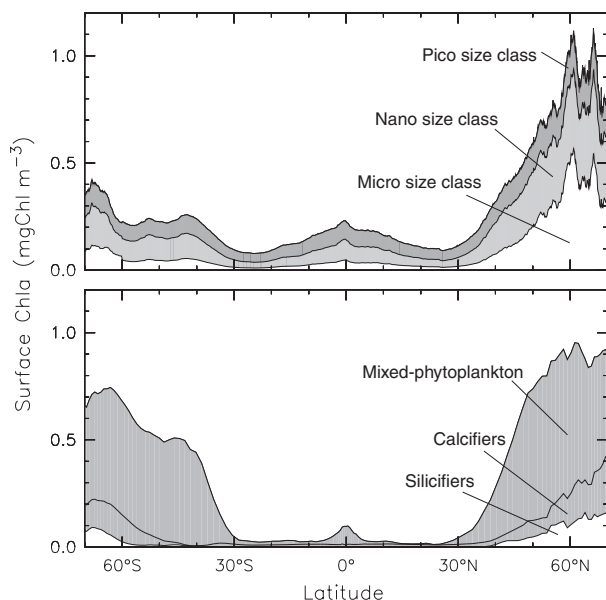 1.0
Pico size class
Nano size class
0.5
Micro size class
0.0
Surface Chla (mgChl m⁻³)
1.0
Mixed-phytoplankton
0.5
Calcifiers
Silicifiers
0.0
60°S 30°S 0° 30°N 60°N
Latitude